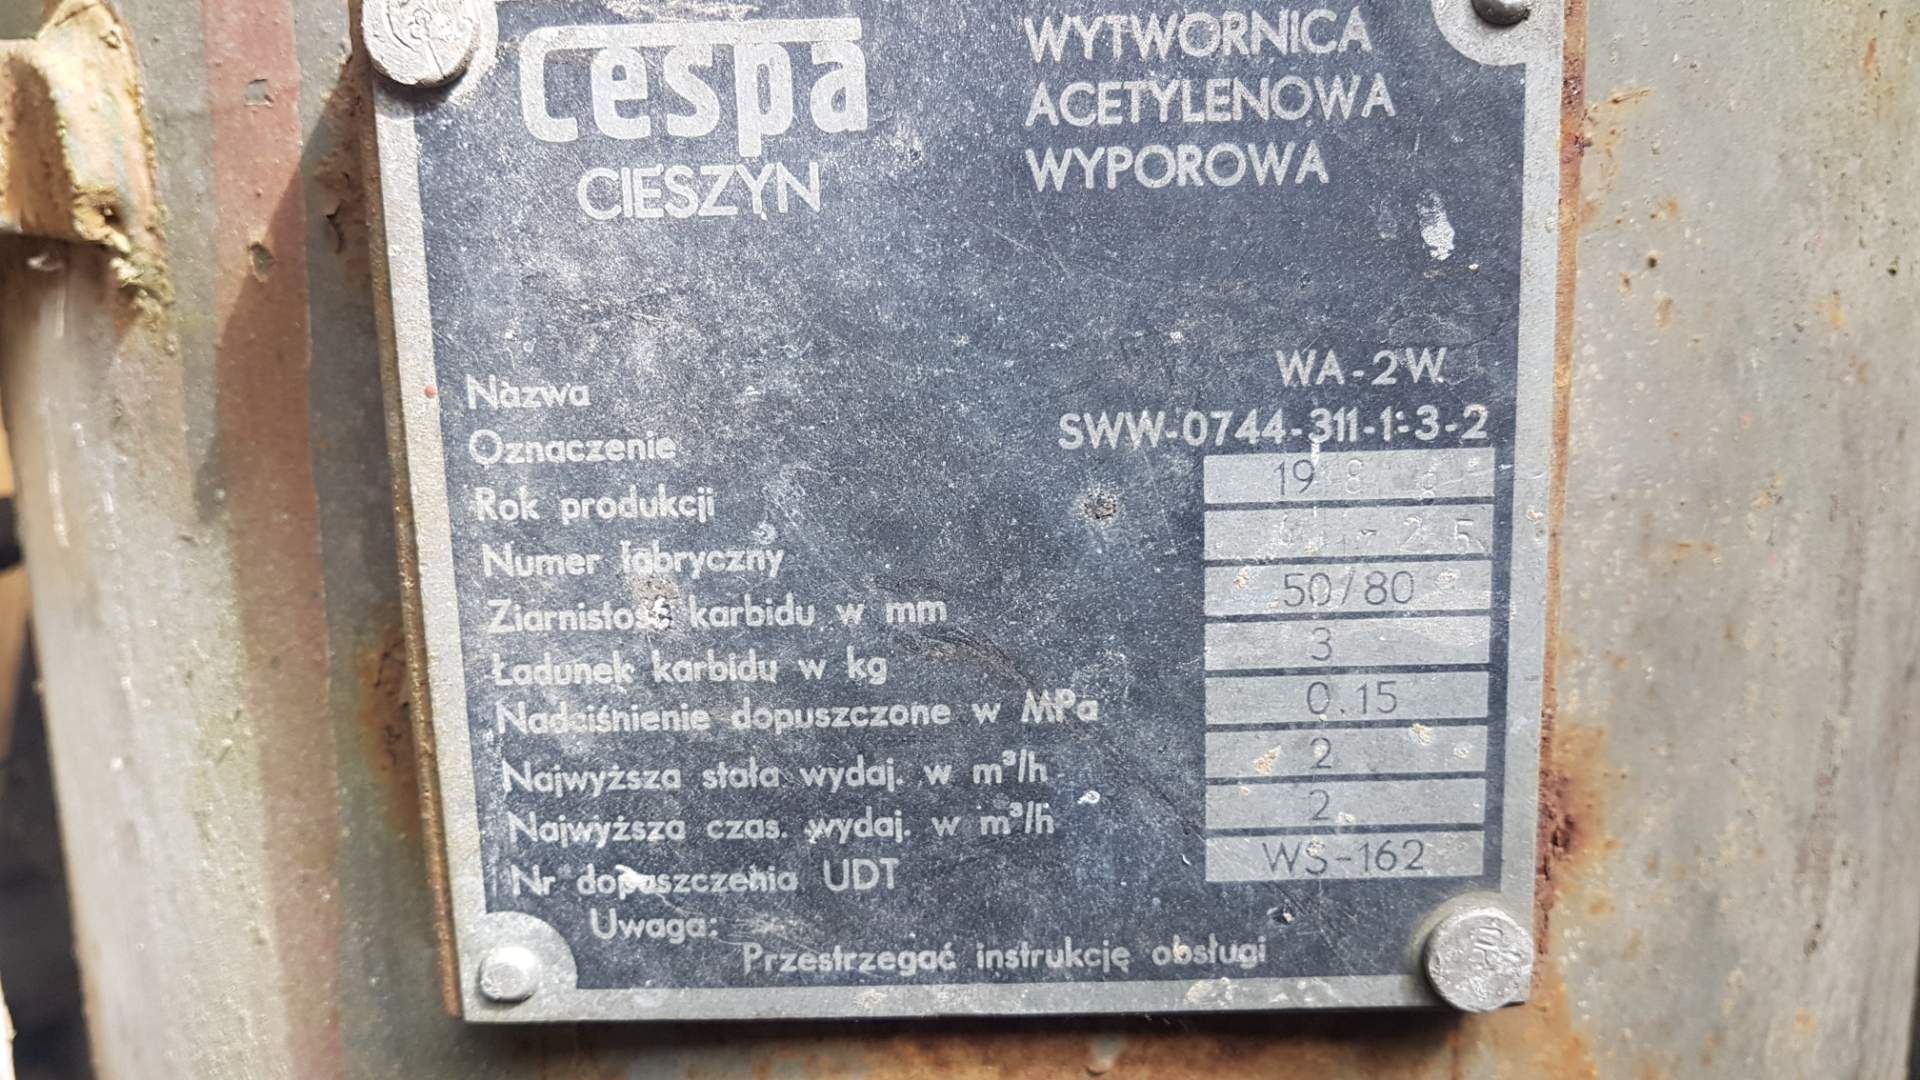 Cespa
CIESZYN
WYTWORNICA
ACETYLENOWA
WYPOROWA
Nazwa WA-2W
Oznaczenie SWW-0744-311-1:3-2
Rok produkcji 198
Numer fabryczny
Ziarnistość karbidu w mm 50/80
Ładunek karbidu w kg 3
Nadciśnienie dopuszczone w MPa 0.15
Najwyższa stała wydaj. w m³/h 2
Najwyższa czas. wydaj. w m³/h 2
Nr dopuszczenia UDT WS-162
Uwaga:
Przestrzegać instrukcję obsługi